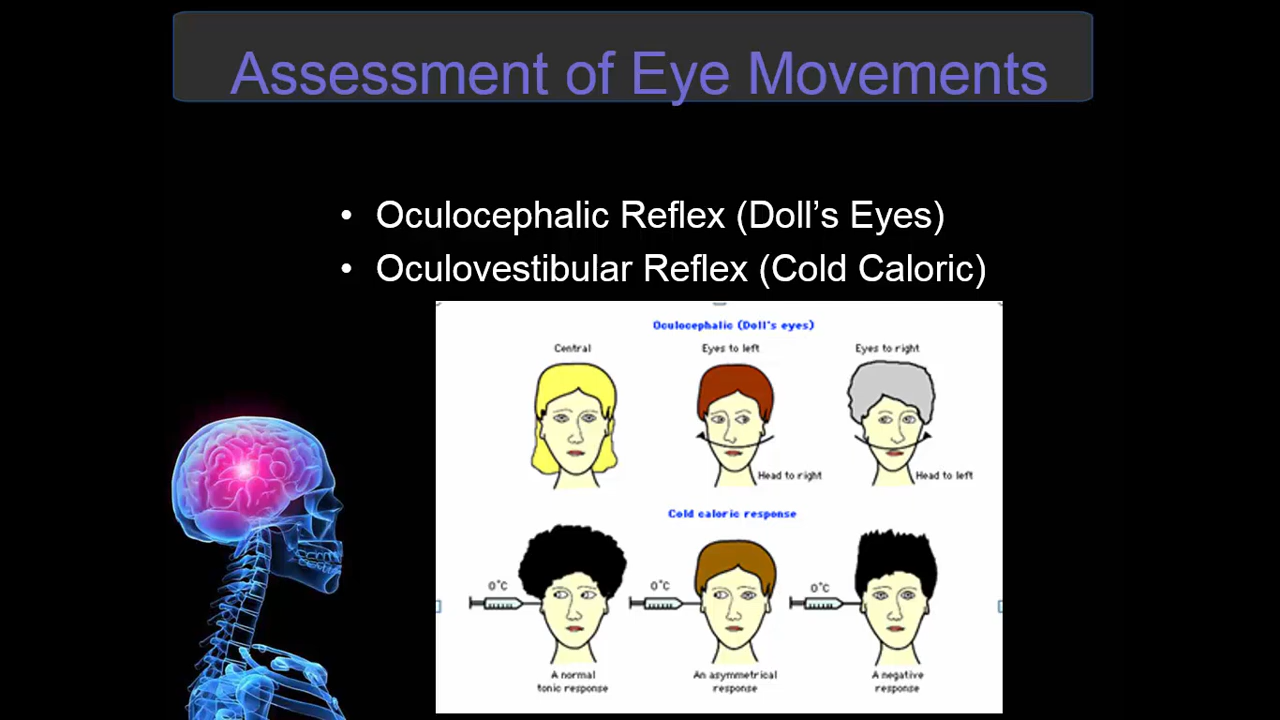 Assessment of Eye Movements
• Oculocephalic Reflex (Doll’s Eyes)
• Oculovestibular Reflex (Cold Caloric)
Oculocephalic (Doll's eyes)
Central
Eyes to left
Eyes to right
Head to right
Head to left
Cold caloric response
0°C
0°C
0°C
A normal
tonic response
An asymmetrical
response
A negative
response